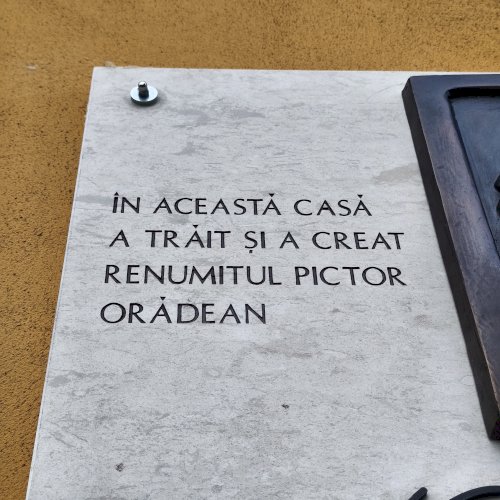 ÎN ACEASTĂ CASĂ
A TRĂIT ȘI A CREAT
RENUMITUL PICTOR
ORĂDEAN